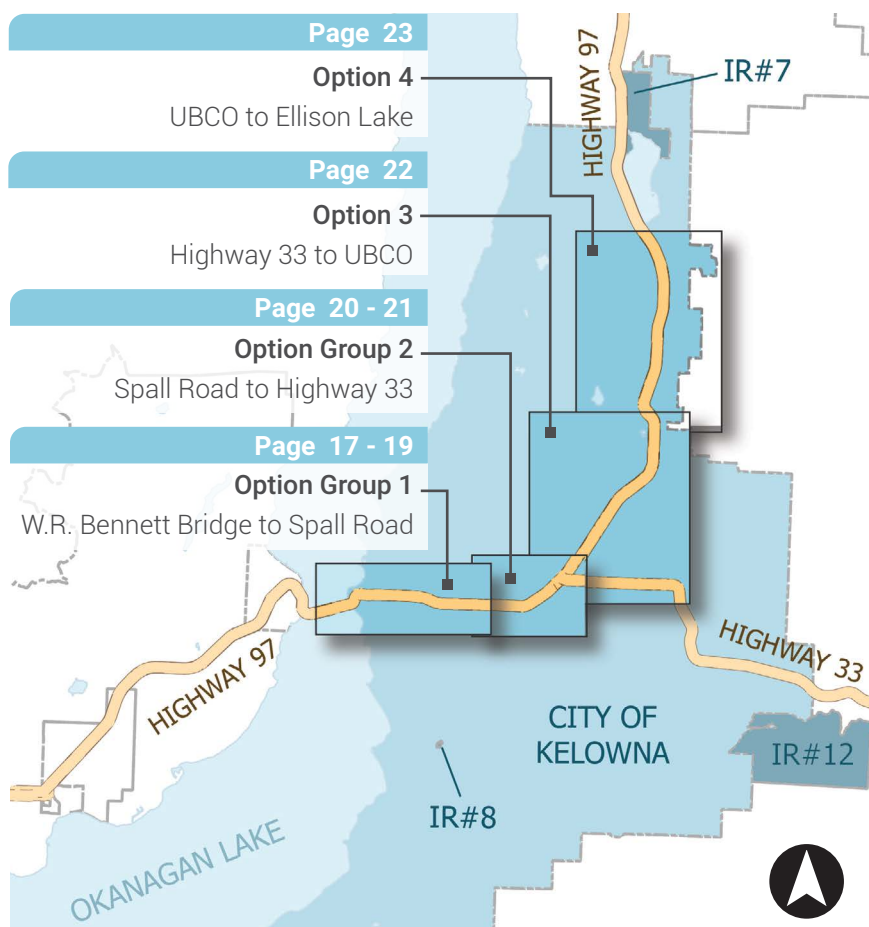 Page 23
Option 4
UBCO to Ellison Lake
Page 22
Option 3
Highway 33 to UBCO
Page 20 - 21
Option Group 2
Spall Road to Highway 33
Page 17 - 19
Option Group 1
W.R. Bennett Bridge to Spall Road
HIGHWAY 97
IR#7
HIGHWAY 97
HIGHWAY 33
CITY OF
KELOWNA
IR#12
IR#8
OKANAGAN LAKE